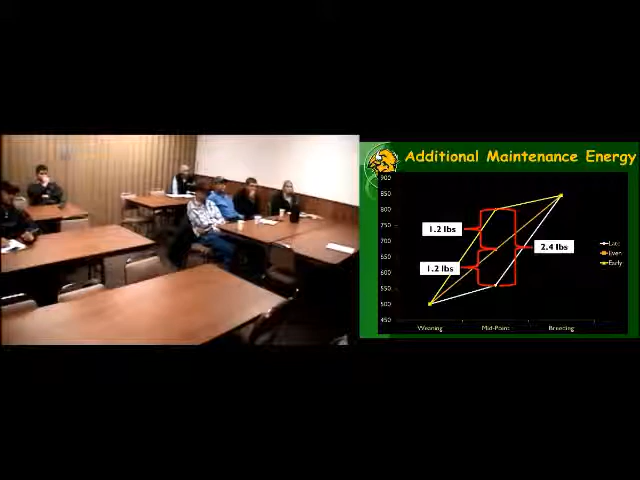 Additional Maintenance Energy
900
850
800
750
700
650
600
550
500
450
1.2 lbs
1.2 lbs
2.4 lbs
Late
Even
Early
Weaning
Mid-Point
Breeding